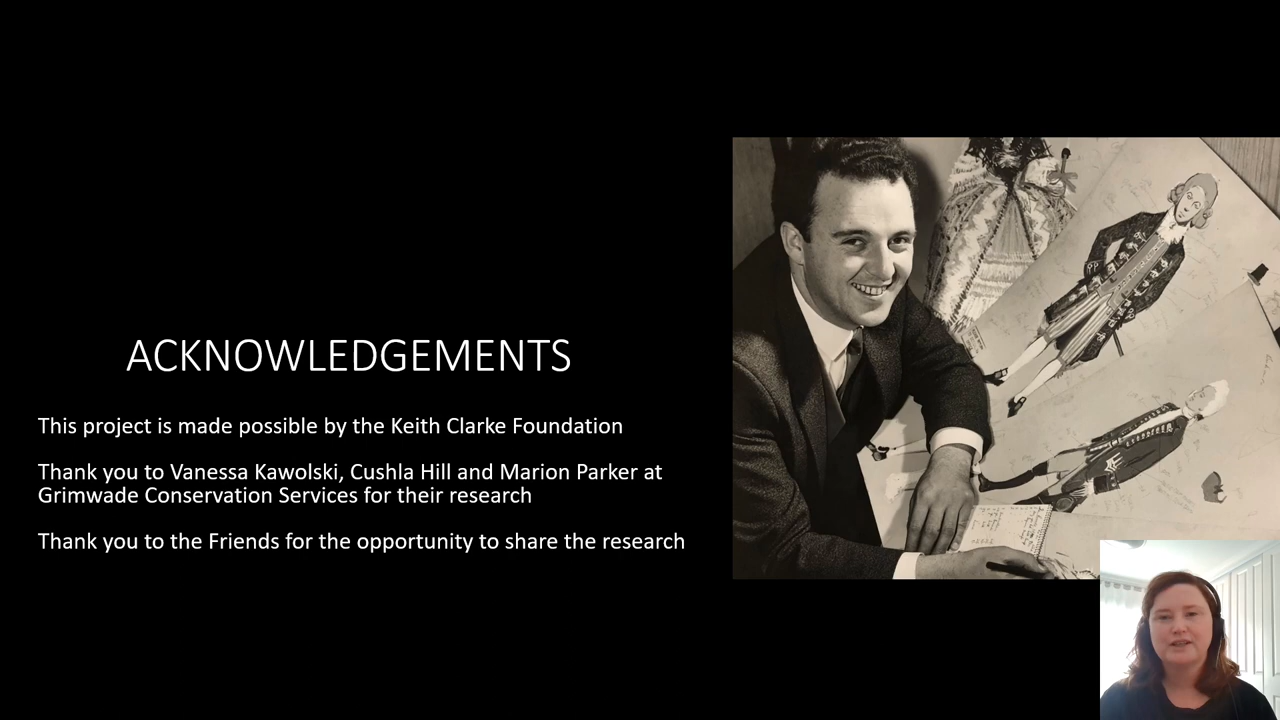 ACKNOWLEDGEMENTS
This project is made possible by the Keith Clarke Foundation
Thank you to Vanessa Kawolski, Cushla Hill and Marion Parker at
Grimwade Conservation Services for their research
Thank you to the Friends for the opportunity to share the research